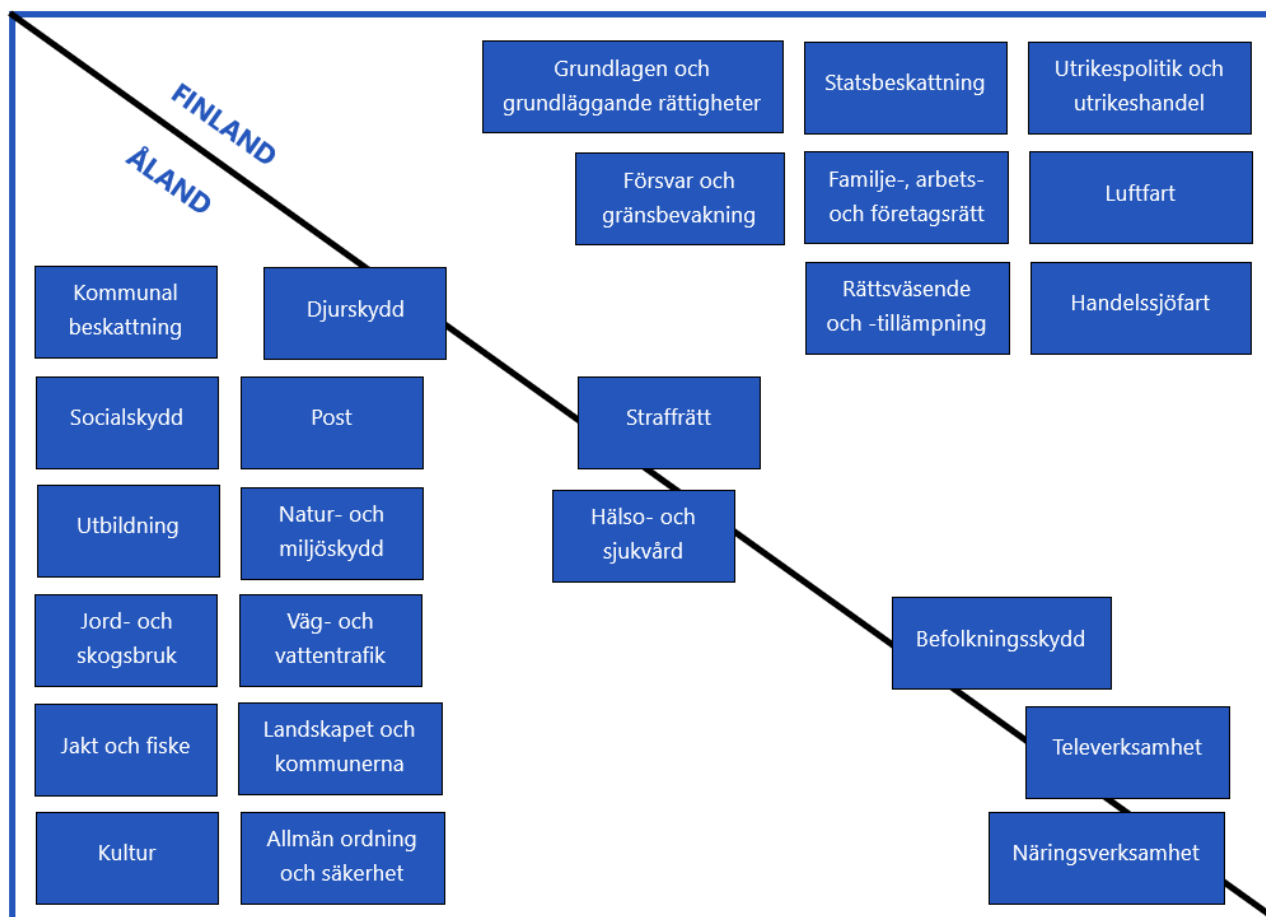 FINLAND
ÅLAND
Grundlagen och
grundläggande rättigheter
Statsbeskattning
Utrikespolitik och
utrikeshandel
Försvar och
gränsbevakning
Familje-, arbets-
och företagsrätt
Luftfart
Rättsväsende
och -tillämpning
Handelssjöfart
Kommunal
beskattning
Djurskydd
Socialskydd
Post
Straffrätt
Utbildning
Natur- och
miljöskydd
Hälso- och
sjukvård
Jord- och
skogsbruk
Väg- och
vattentrafik
Befolkningsskydd
Jakt och fiske
Landskapet och
kommunerna
Televerksamhet
Kultur
Allmän ordning
och säkerhet
Näringsverksamhet